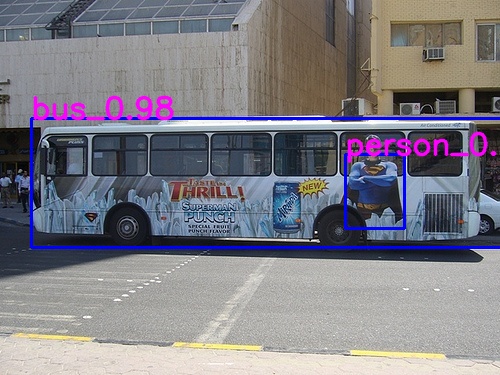 bus_0.98
person_0.
THRILL!
SUPERMAN
PUNCH
SPECIAL FRUIT
PUNCH FLAVOR
NEW